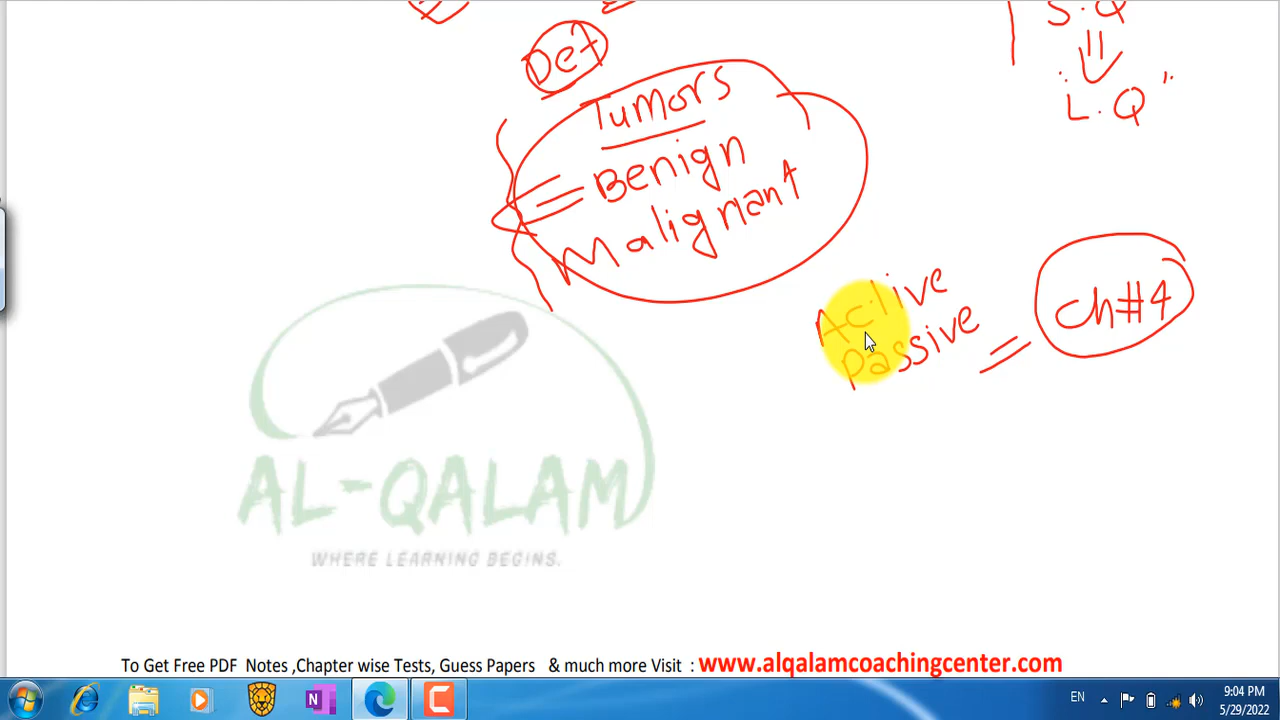 S.Q
L.Q
Def
Tumors
Benign
Malignant
Active
Passive
= Ch#4
AL-QALAM
WHERE LEARNING BEGINS.
To Get Free PDF Notes ,Chapter wise Tests, Guess Papers & much more Visit : www.alqalamcoachingcenter.com
EN
9:04 PM
5/29/2022